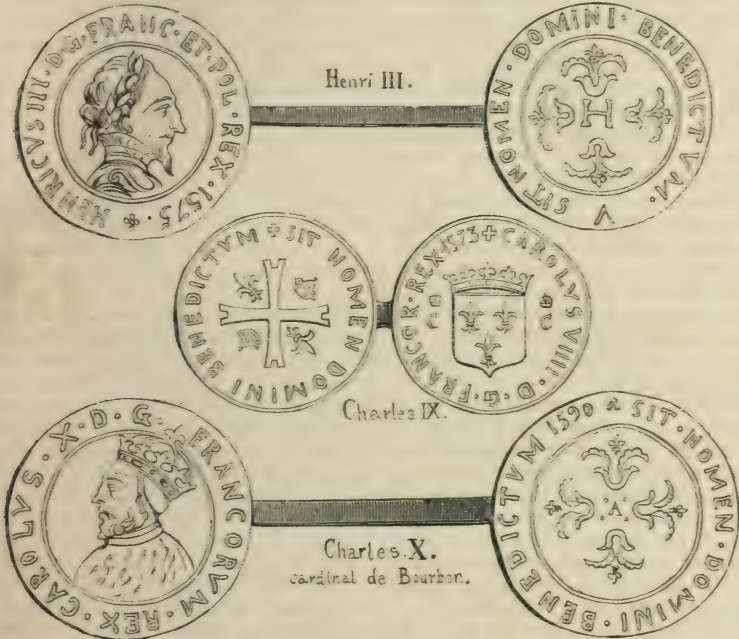 HENRICVS III · D · G · FRANC · ET · POL · REX · 1575 ·
Henri III.
SIT NOMEN · DOMINI · BENEDICTVM ·
V
H
✝ SIT NOMEN DOMINI BENEDICTVM
+ CAROLVS VIIII · D · G · FRANCOR · REX · 1573
Charles IX.
CAROLVS · X · D · G · FRANCORVM · REX ·
Charles. X.
cardinal de Bourbon.
SIT · NOMEN · DOMINI · BENEDICTVM 1590
·A·